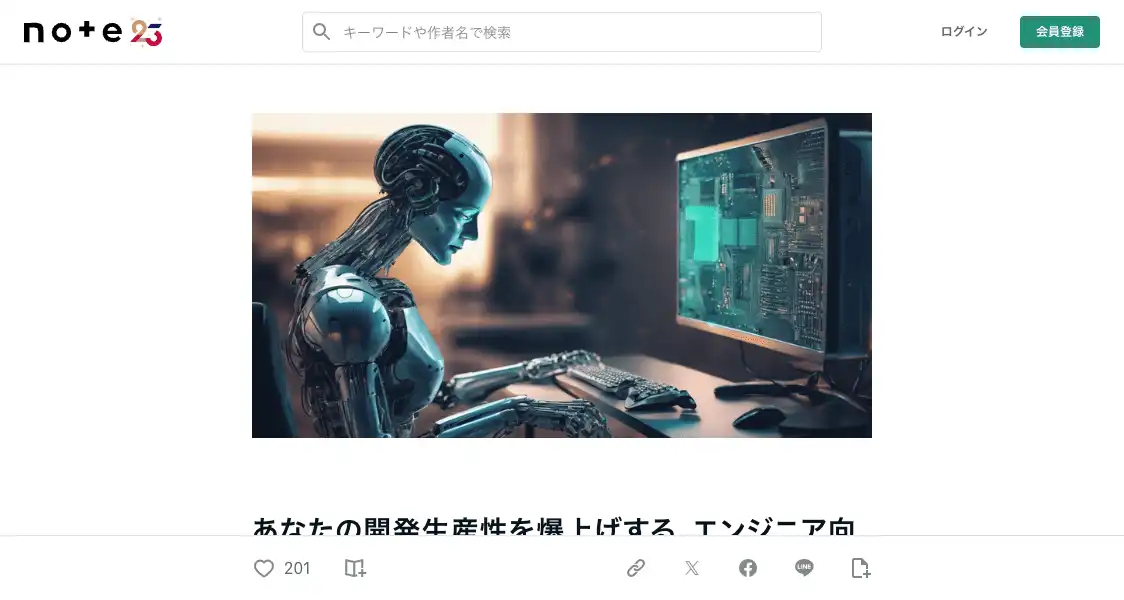 note 23
キーワードや作者名で検索
ログイン
会員登録
あなたの開発生産性を爆上げする、エンジニア向
201
LINE